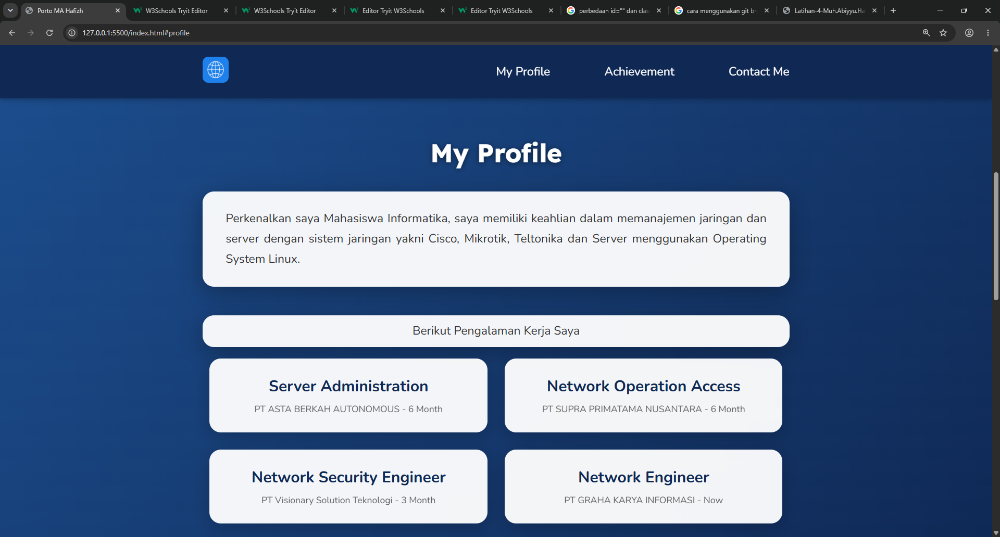 Porto MA Hafizh
W3Schools Tryit Editor
W3Schools Tryit Editor
Editor Tryit W3Schools
Editor Tryit W3Schools
perbedaan id="" dan clas
cara menggunakan git br
Latihan-4-Muh.Abiyyu.Ha
127.0.0.1:5500/index.html#profile
My Profile
Achievement
Contact Me
My Profile
Perkenalkan saya Mahasiswa Informatika, saya memiliki keahlian dalam memanajemen jaringan dan
server dengan sistem jaringan yakni Cisco, Mikrotik, Teltonika dan Server menggunakan Operating
System Linux.
Berikut Pengalaman Kerja Saya
Server Administration
PT ASTA BERKAH AUTONOMOUS - 6 Month
Network Operation Access
PT SUPRA PRIMATAMA NUSANTARA - 6 Month
Network Security Engineer
PT Visionary Solution Teknologi - 3 Month
Network Engineer
PT GRAHA KARYA INFORMASI - Now